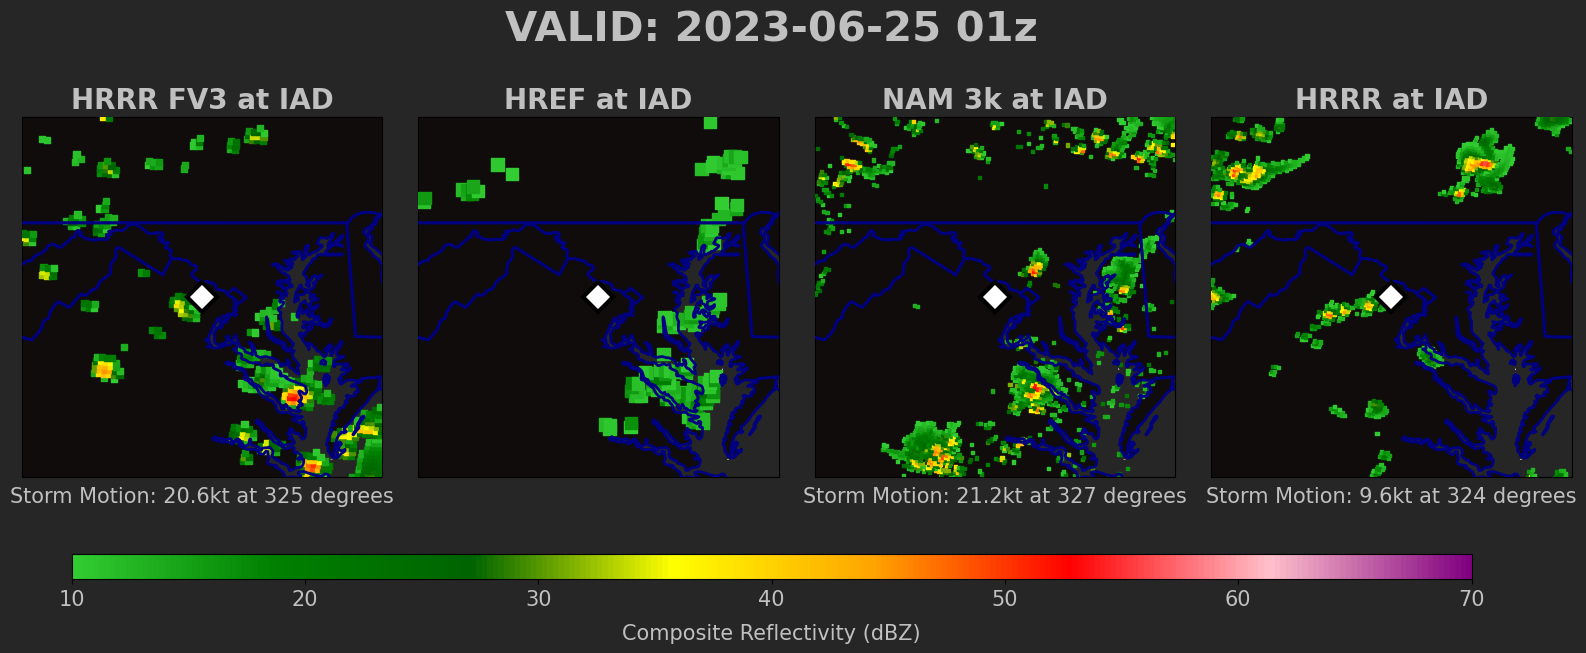 VALID: 2023-06-25 01z
HRRR FV3 at IAD
HREF at IAD
NAM 3k at IAD
HRRR at IAD
Storm Motion: 20.6kt at 325 degrees
Storm Motion: 21.2kt at 327 degrees
Storm Motion: 9.6kt at 324 degrees
10 20 30 40 50 60 70
Composite Reflectivity (dBZ)